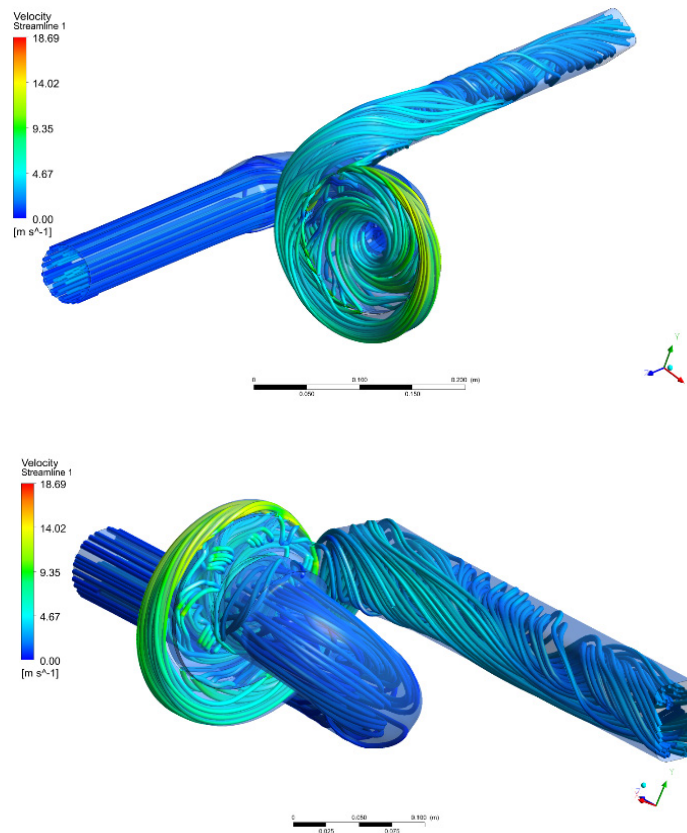 Velocity
Streamline 1
18.69
14.02
9.35
4.67
0.00
[m s^-1]
0 0.100 0.200 (m)
0.050 0.150
Y
Z
Velocity
Streamline 1
18.69
14.02
9.35
4.67
0.00
[m s^-1]
0 0.050 0.100 (m)
0.025 0.075
Y
Z